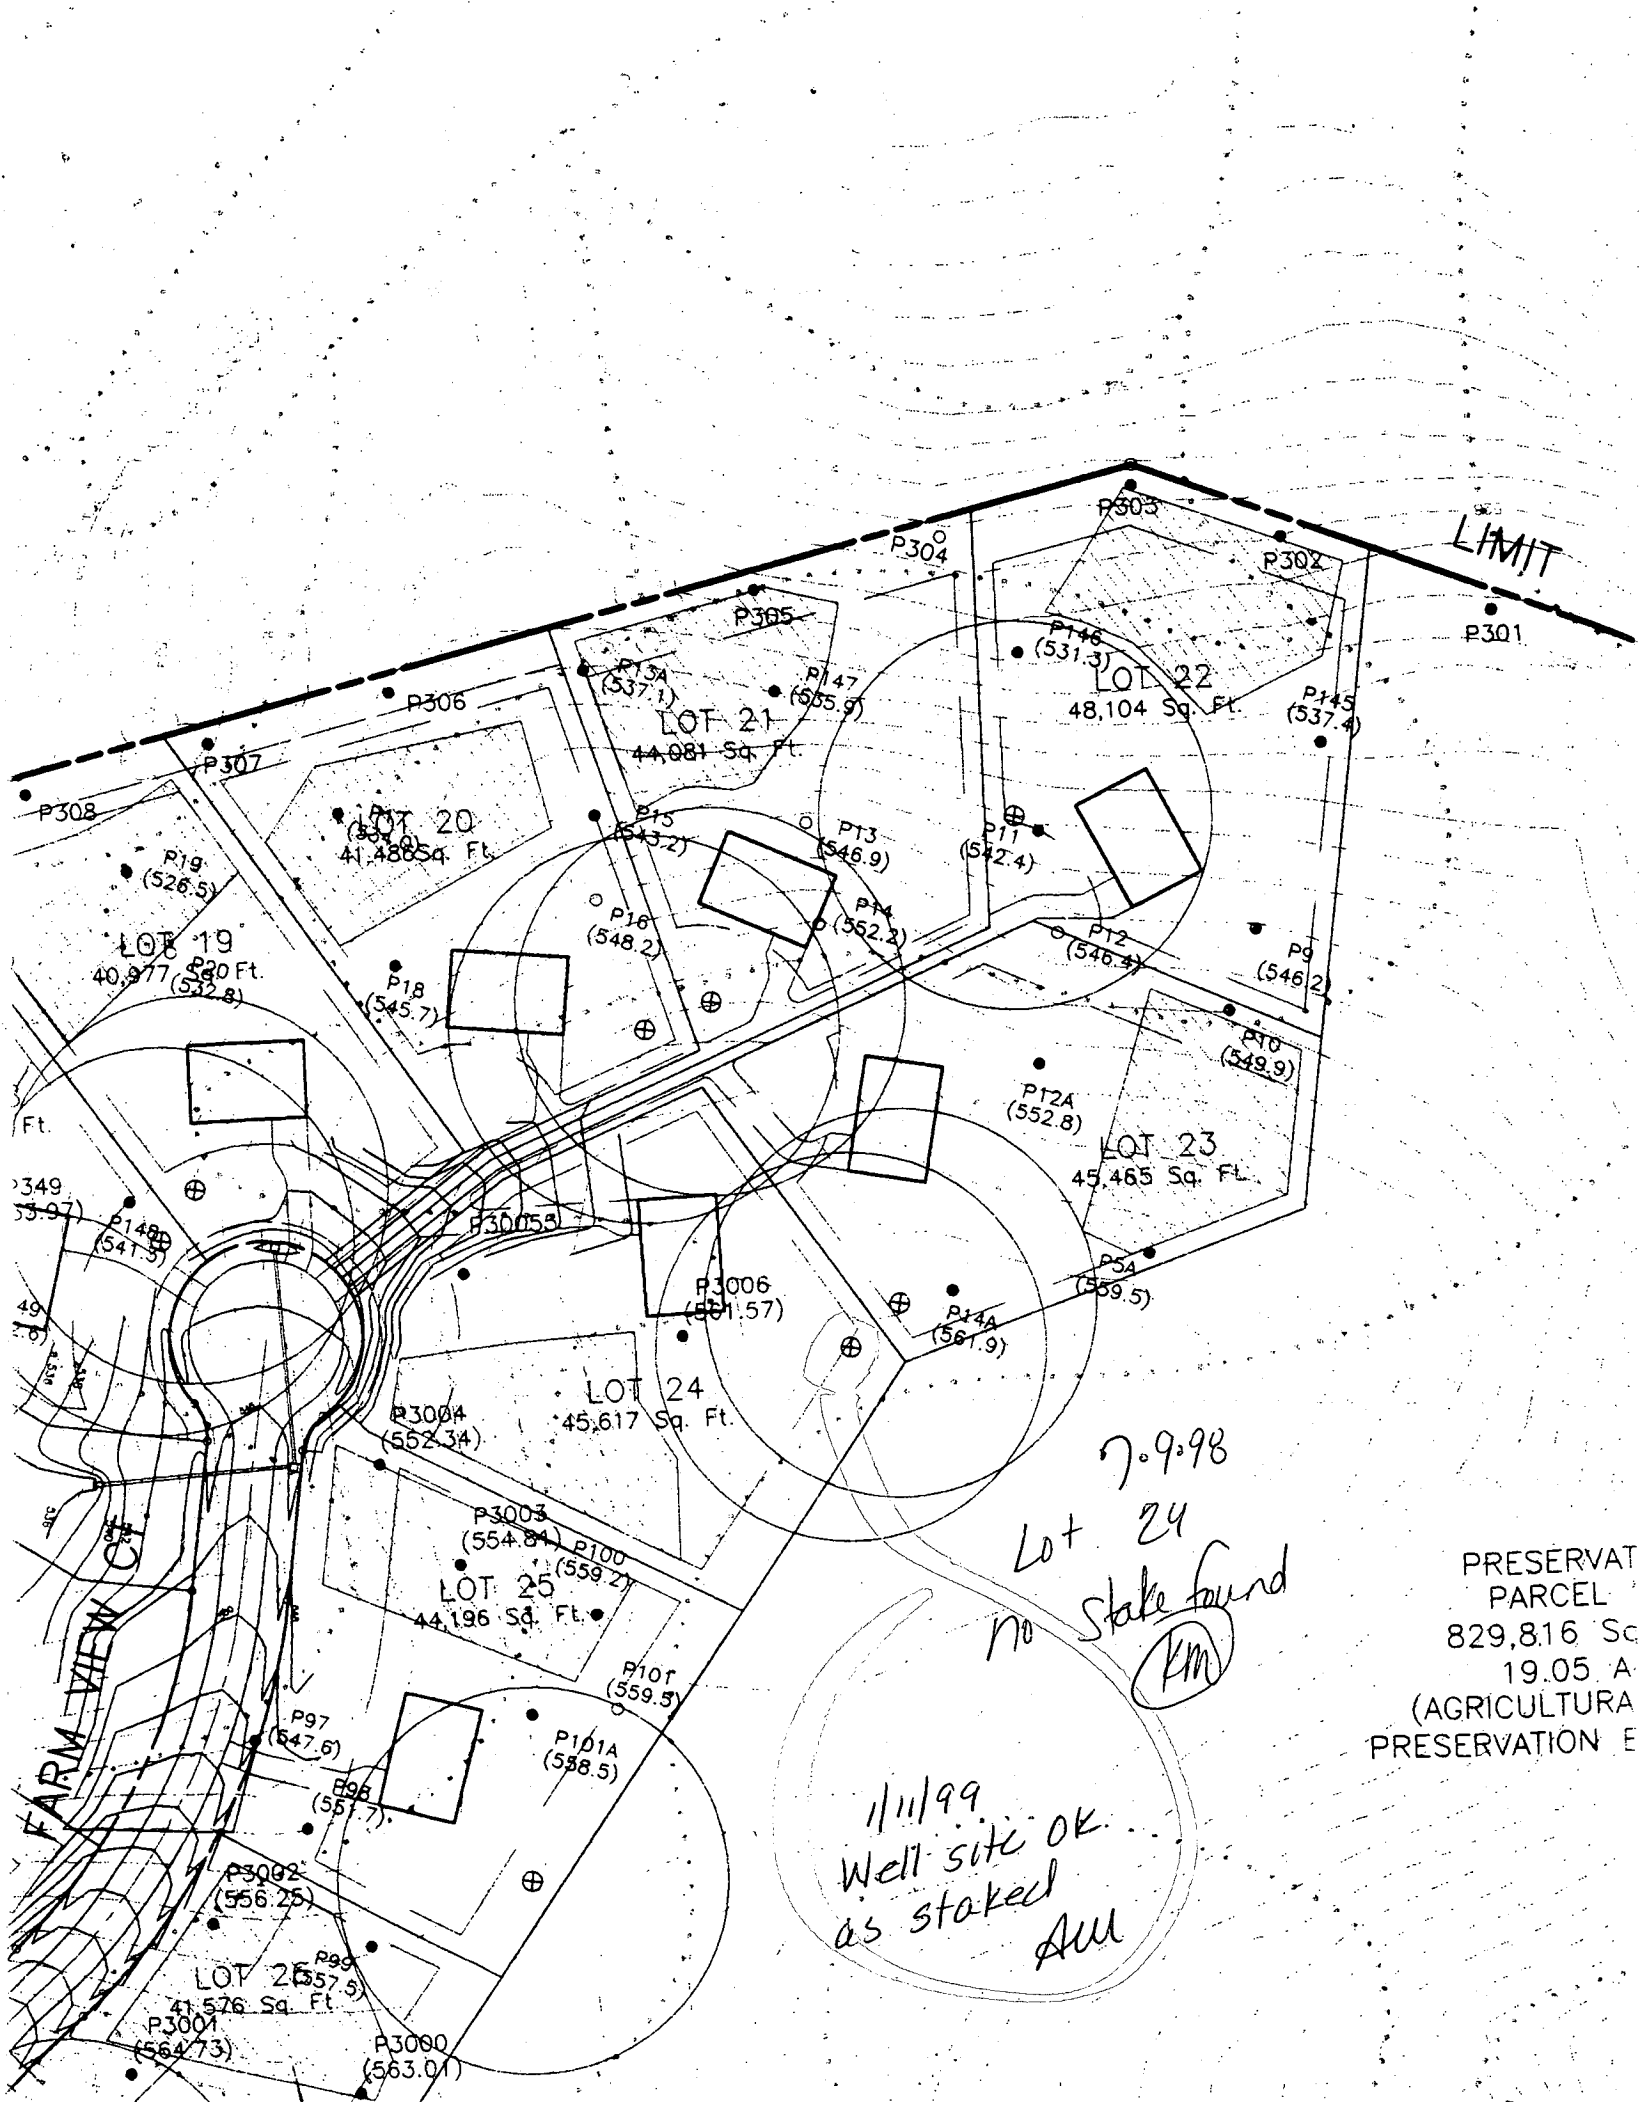 P303
LIMIT
P304
P302
P305
P301
P146
(531.3)
P13A
(537.1)
P147
(535.9)
LOT 22
48,104 Sq. Ft.
P145
(537.4)
P306
LOT 21
44,081 Sq. Ft.
P307
P308
LOT 20
41,486 Sq. Ft.
P15
(543.2)
P13
(546.9)
P11
(542.4)
P19
(526.5)
P16
(548.2)
P14
(552.2)
P12
(546.4)
P9
(546.2)
LOT 19
40,977 Sq. Ft.
P20
(532.8)
P18
(545.7)
P10
(549.9)
P12A
(552.8)
Ft.
LOT 23
45,465 Sq. Ft.
P148
(541.5)
P3005
P3006
(561.57)
P5A
(559.5)
P14A
(561.9)
LOT 24
45,617 Sq. Ft.
P3004
(552.34)
7.9.98
Lot 24
no stake found
KM
P3003
(554.81)
P100
(559.2)
LOT 25
44,196 Sq. Ft.
PRESERVAT
PARCEL
829,816 Sq
19.05 A
(AGRICULTURA
PRESERVATION E
FARM VIEW CT
P101
(559.5)
P97
(547.6)
P101A
(558.5)
P98
(551.7)
1/11/99
Well site OK
as staked
P3002
(556.25)
P99
(557.5)
LOT 26
41,576 Sq. Ft.
P3001
(564.73)
P3000
(563.01)